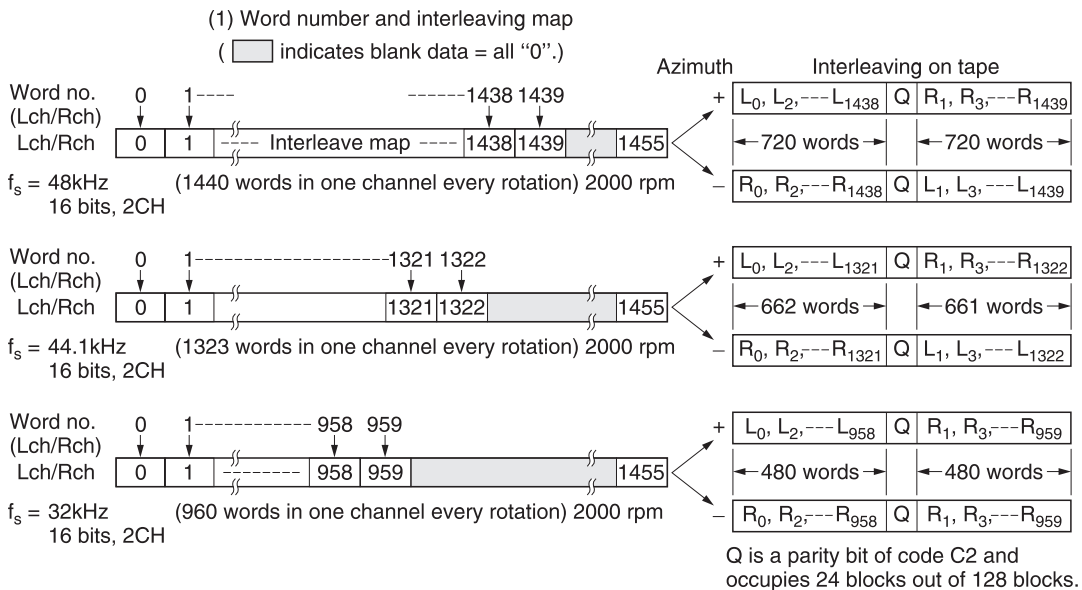 (1) Word number and interleaving map
( indicates blank data = all “0”.)
Azimuth Interleaving on tape
Word no. 0 1---- ------1438 1439
(Lch/Rch)
Lch/Rch 0 1 ---- Interleave map ---- 1438 1439 1455
fs = 48kHz (1440 words in one channel every rotation) 2000 rpm
16 bits, 2CH
+ L0, L2,---L1438 Q R1, R3,---R1439
720 words 720 words
– R0, R2,---R1438 Q L1, L3,---L1439
Word no. 0 1--------------------1321 1322
(Lch/Rch)
Lch/Rch 0 1 1321 1322 1455
fs = 44.1kHz (1323 words in one channel every rotation) 2000 rpm
16 bits, 2CH
+ L0, L2,---L1321 Q R1, R3,---R1322
662 words 661 words
– R0, R2,---R1321 Q L1, L3,---L1322
Word no. 0 1------------ 958 959
(Lch/Rch)
Lch/Rch 0 1 -------- 958 959 1455
fs = 32kHz (960 words in one channel every rotation) 2000 rpm
16 bits, 2CH
+ L0, L2,---L958 Q R1, R3,---R959
480 words 480 words
– R0, R2,---R958 Q R1, R3,---R959
Q is a parity bit of code C2 and
occupies 24 blocks out of 128 blocks.